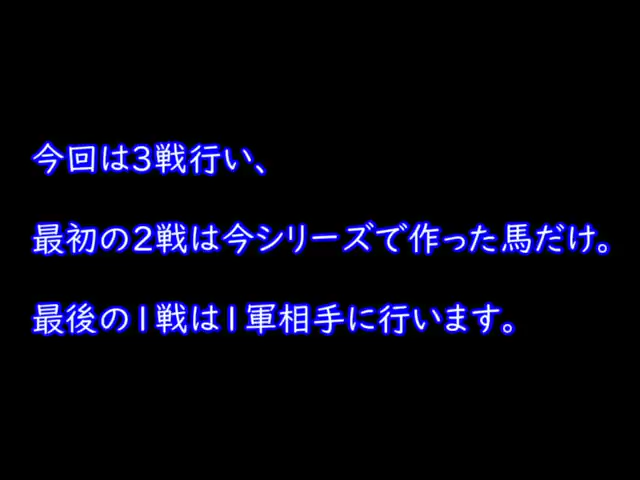 今回は3戦行い、
最初の2戦は今シリーズで作った馬だけ。
最後の1戦は1軍相手に行います。